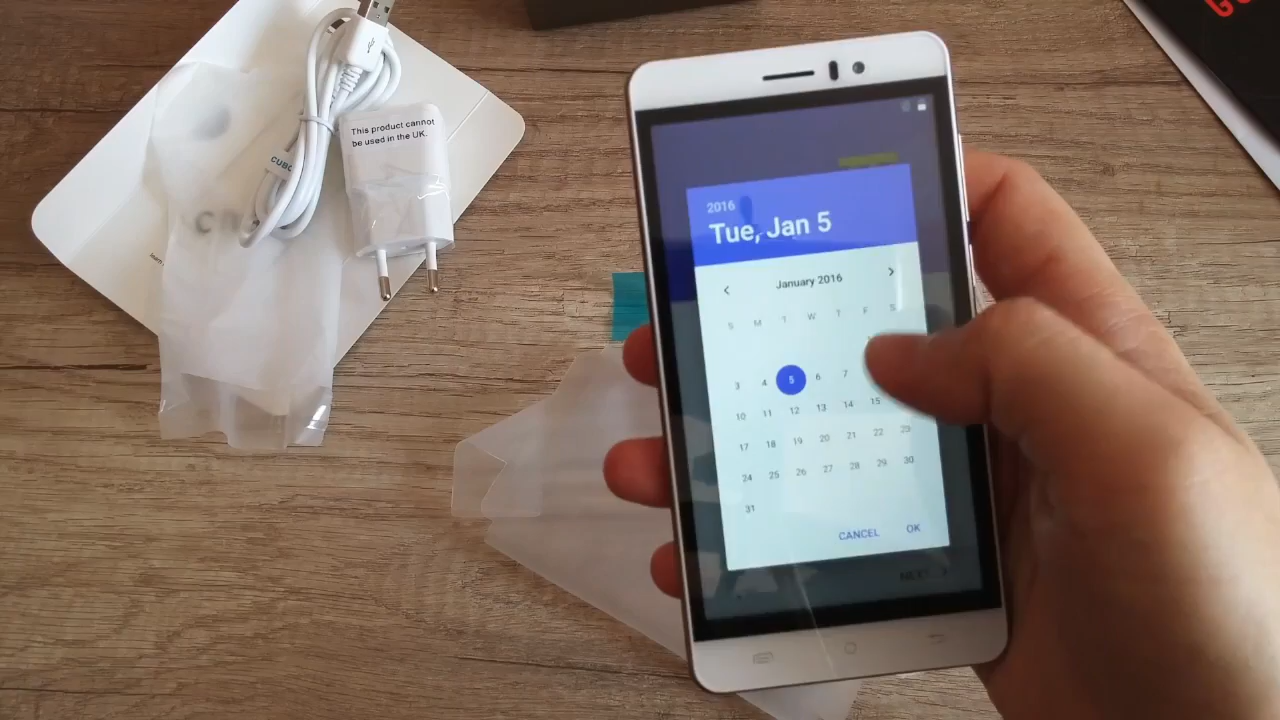 This product cannot
be used in the UK.
2016
Tue, Jan 5
January 2016
S M T W T F S
3 4 5 6 7
10 11 12 13 14 15
17 18 19 20 21 22 23
24 25 26 27 28 29 30
31
CANCEL OK